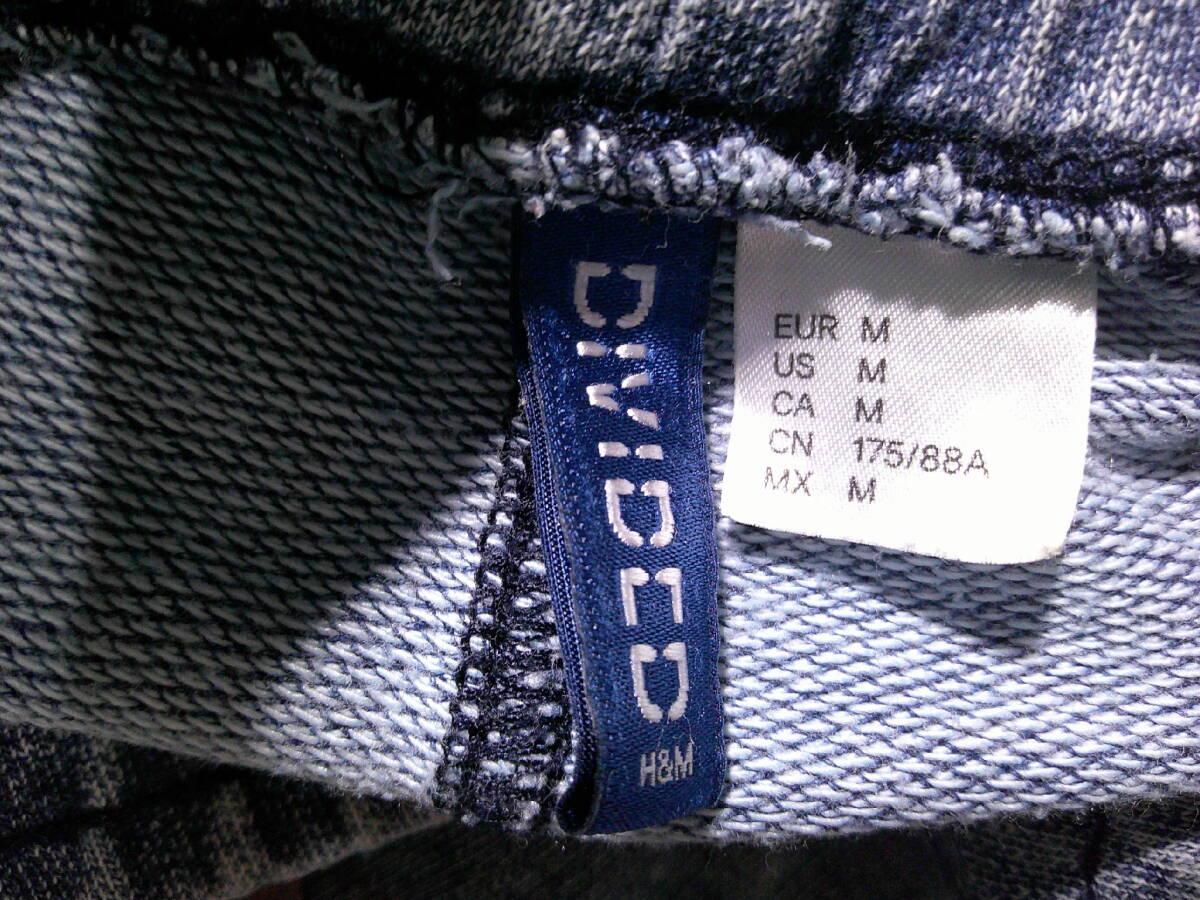 DIVIDED
H&M
EUR M
US M
CA M
CN 175/88A
MX M